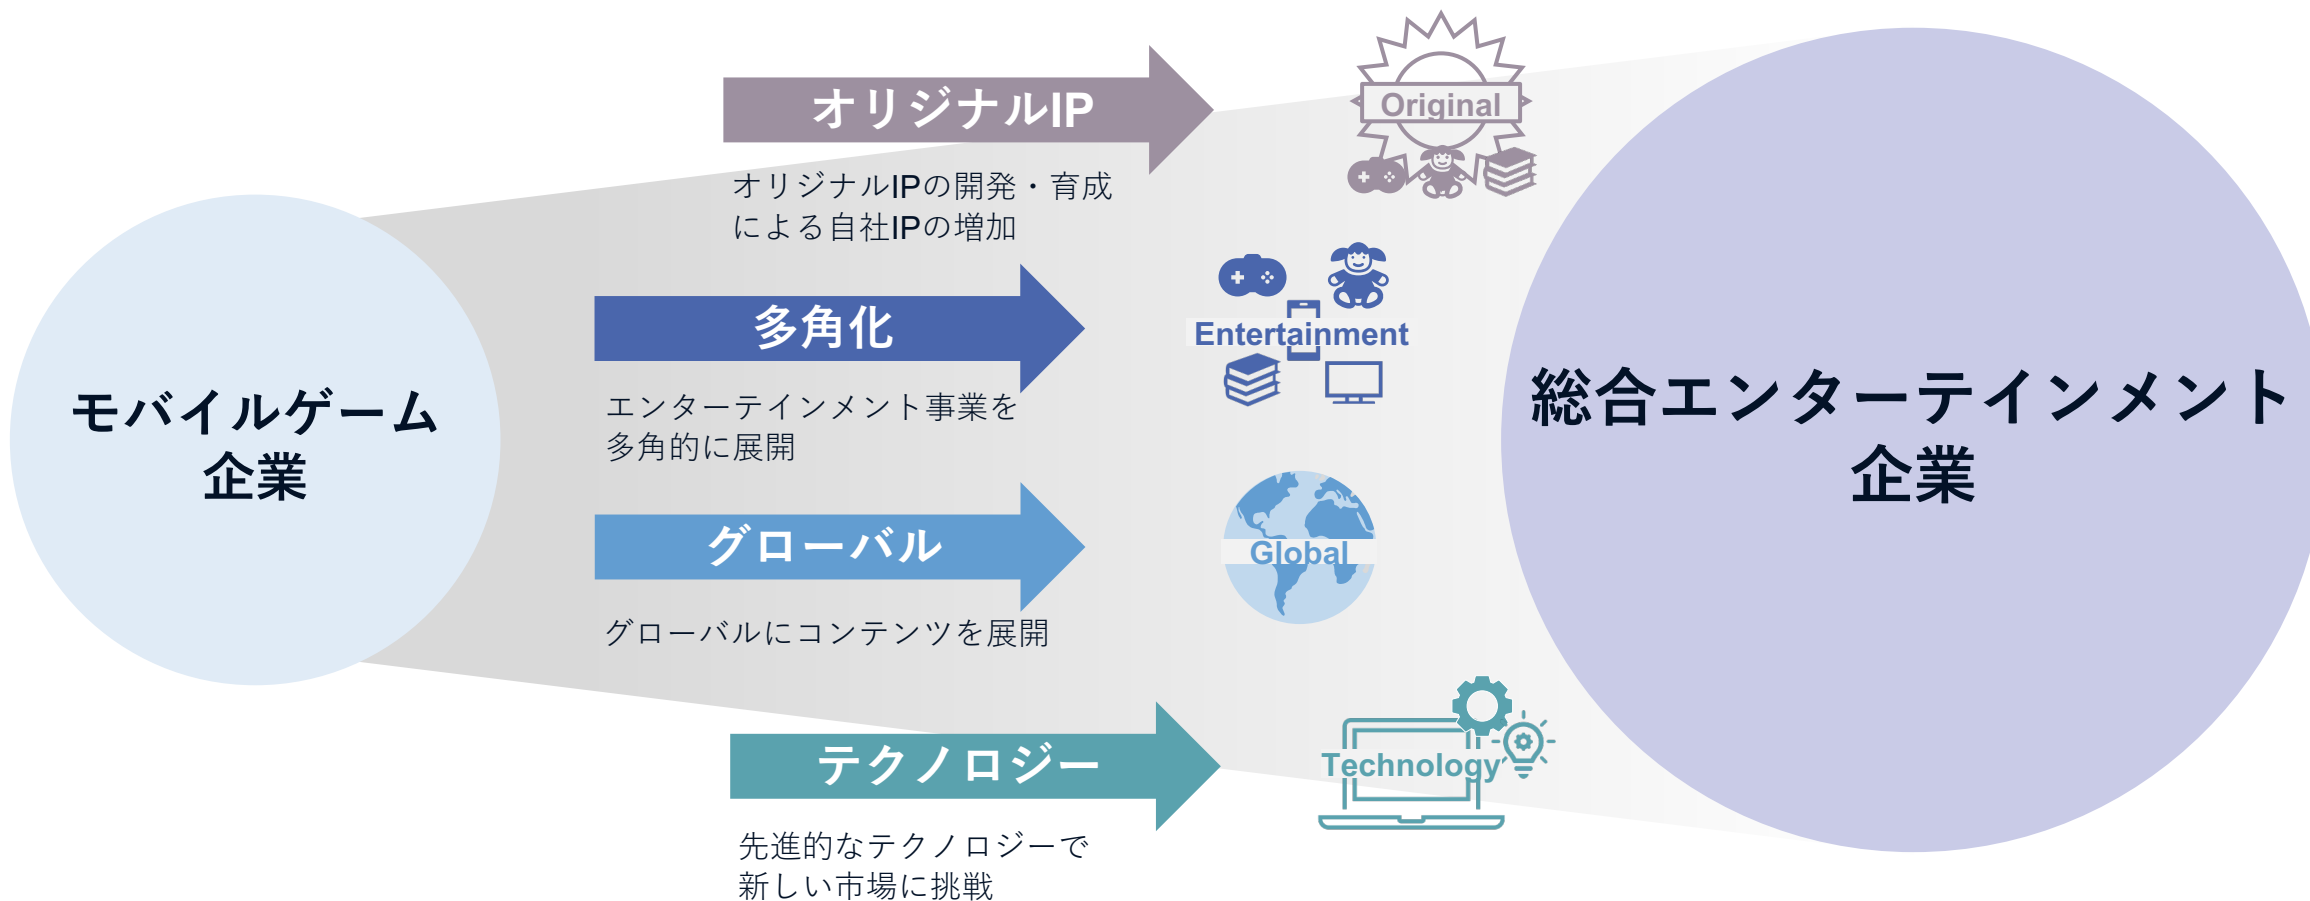 モバイルゲーム
企業
オリジナルIP
オリジナルIPの開発・育成
による自社IPの増加
Original
多角化
エンターテインメント事業を
多角的に展開
Entertainment
グローバル
グローバルにコンテンツを展開
Global
テクノロジー
先進的なテクノロジーで
新しい市場に挑戦
Technology
総合エンターテインメント
企業